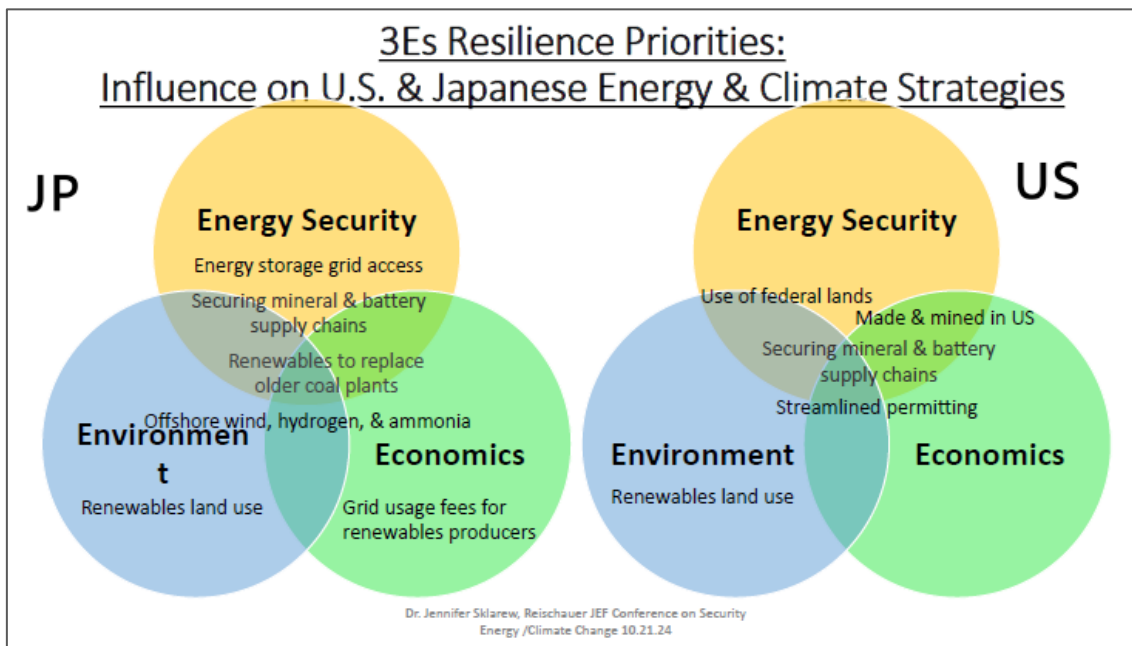 3Es Resilience Priorities:
Influence on U.S. & Japanese Energy & Climate Strategies
JP
Energy Security
Energy storage grid access
Securing mineral & battery
supply chains
Renewables to replace
older coal plants
Offshore wind, hydrogen, & ammonia
Environmen
t
Economics
Renewables land use
Grid usage fees for
renewables producers
US
Energy Security
Use of federal lands
Made & mined in US
Securing mineral & battery
supply chains
Streamlined permitting
Environment
Economics
Renewables land use
Dr. Jennifer Sklarew, Reischauer JEF Conference on Security
Energy /Climate Change 10.21.24